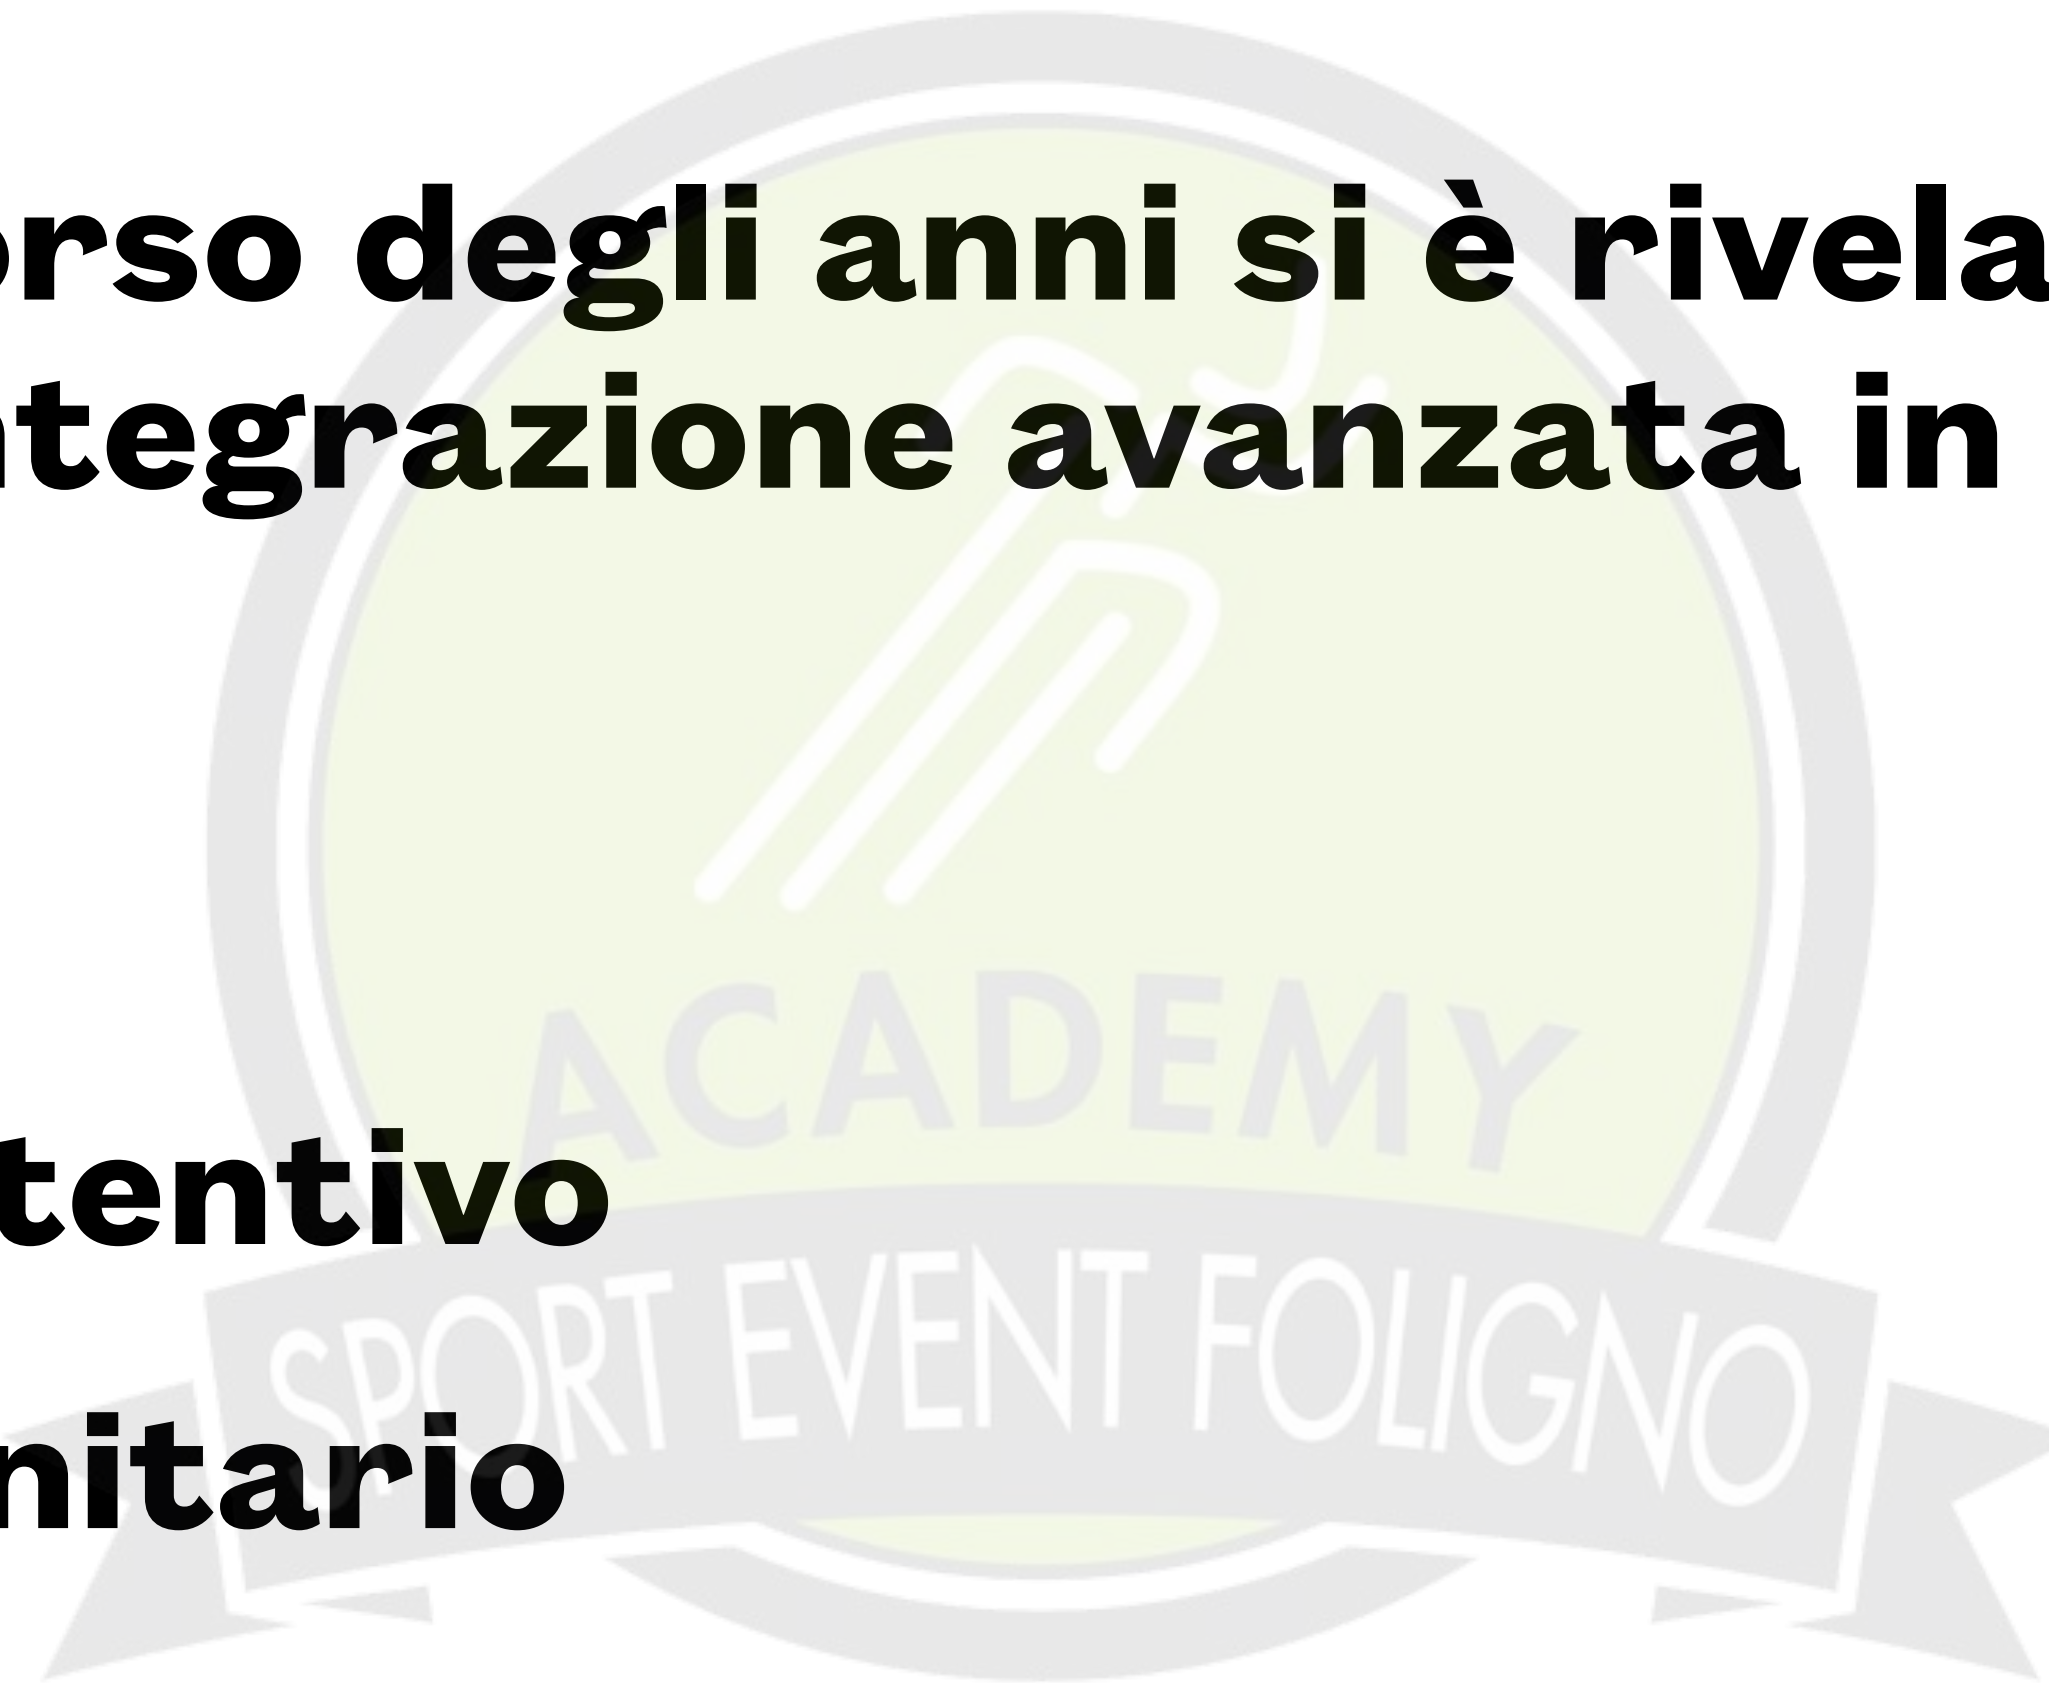 orso degli anni si è rivela
ntegrazione avanzata in
ACADEMY
tentivo
SPORT EVENT FOLIGNO
nitario